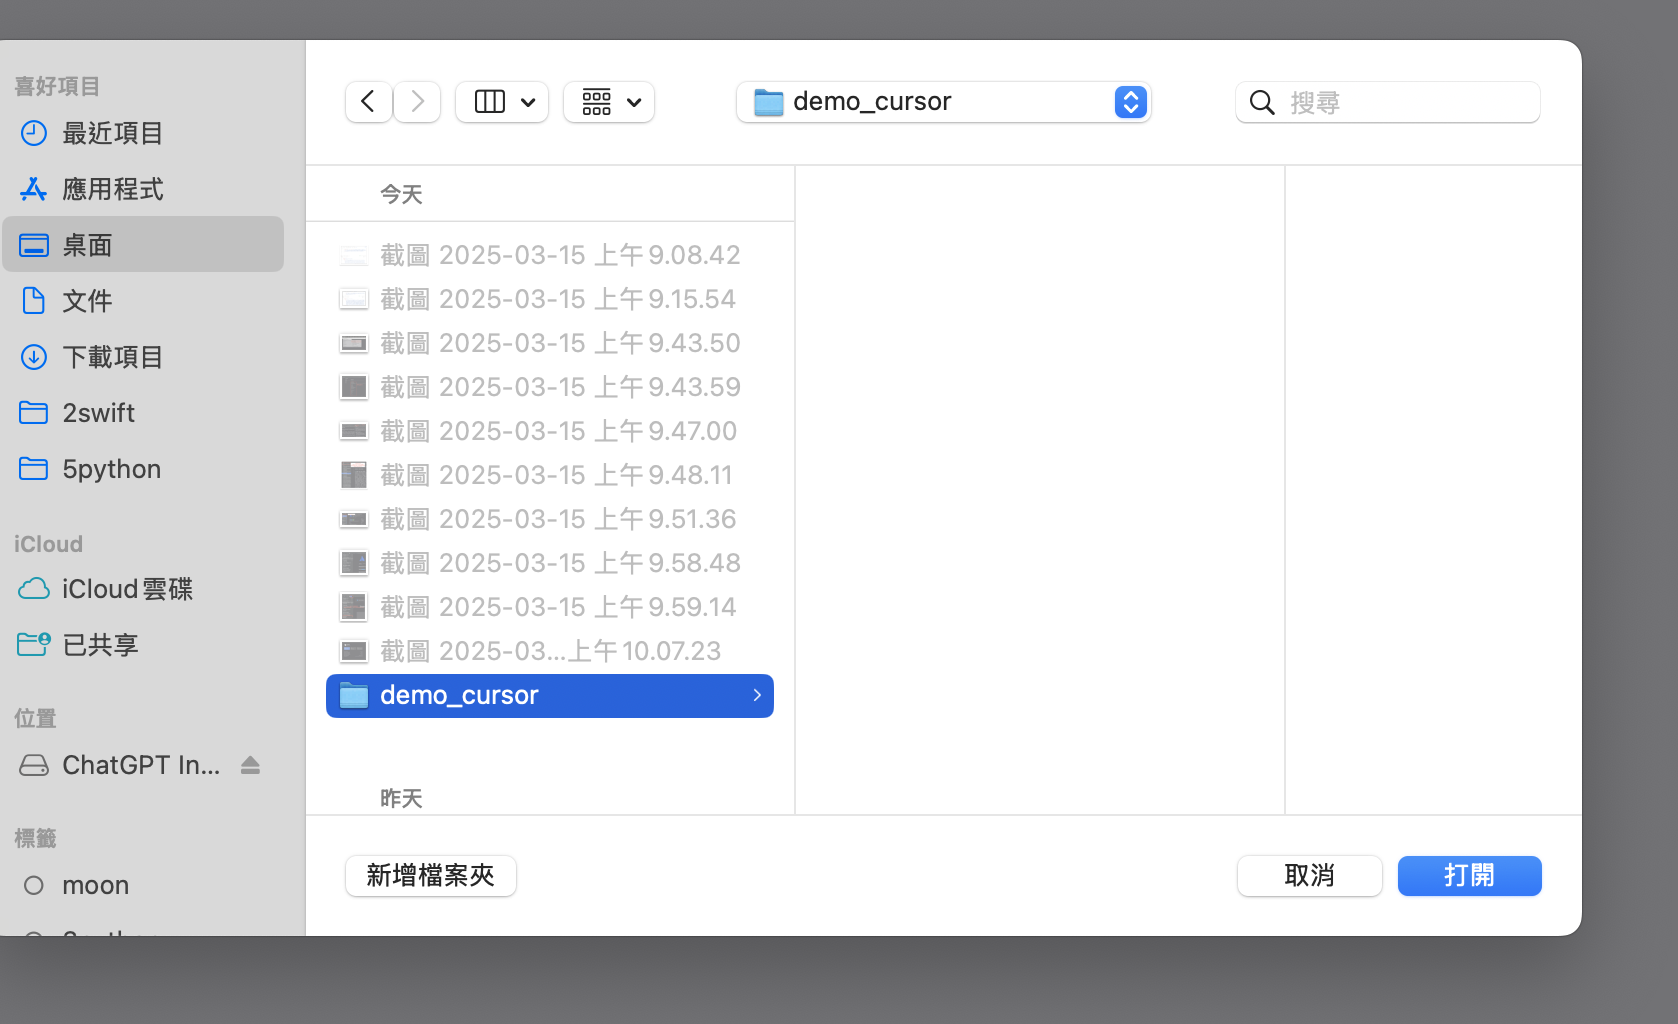 喜好項目
最近項目
應用程式
桌面
文件
下載項目
2swift
5python
iCloud
iCloud雲碟
已共享
位置
ChatGPT In...
標籤
moon
demo_cursor
搜尋
今天
截圖 2025-03-15 上午9.08.42
截圖 2025-03-15 上午9.15.54
截圖 2025-03-15 上午9.43.50
截圖 2025-03-15 上午9.43.59
截圖 2025-03-15 上午9.47.00
截圖 2025-03-15 上午9.48.11
截圖 2025-03-15 上午9.51.36
截圖 2025-03-15 上午9.58.48
截圖 2025-03-15 上午9.59.14
截圖 2025-03...上午10.07.23
demo_cursor
昨天
新增檔案夾
取消
打開